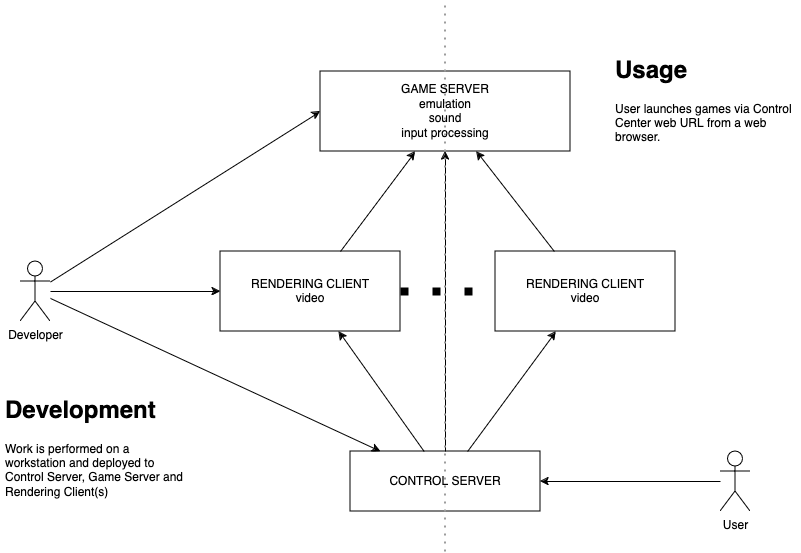 GAME SERVER
emulation
sound
input processing
Usage
User launches games via Control
Center web URL from a web
browser.
RENDERING CLIENT
video
RENDERING CLIENT
video
Developer
Development
Work is performed on a
workstation and deployed to
Control Server, Game Server and
Rendering Client(s)
CONTROL SERVER
User